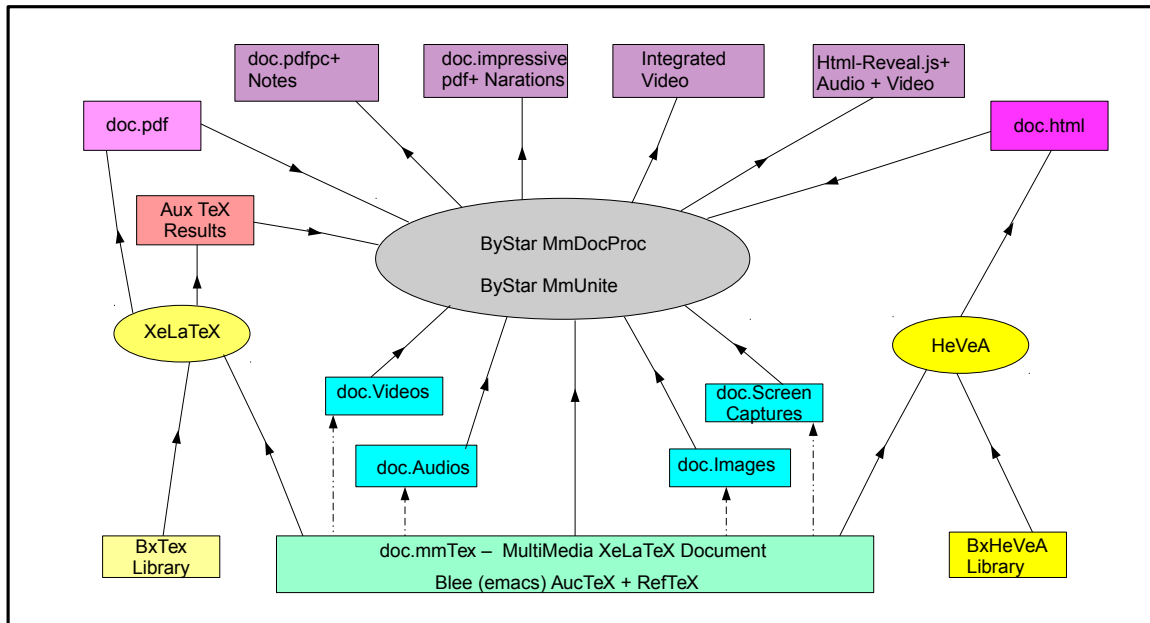 doc.pdfpc+
Notes
doc.impressive
pdf+ Narations
Integrated
Video
Html-Reveal.js+
Audio + Video
doc.pdf
doc.html
Aux TeX
Results
ByStar MmDocProc
ByStar MmUnite
XeLaTeX
HeVeA
doc.Videos
doc.Screen
Captures
doc.Audios
doc.Images
BxTex
Library
doc.mmTex – MultiMedia XeLaTeX Document
Blee (emacs) AucTeX + RefTeX
BxHeVeA
Library